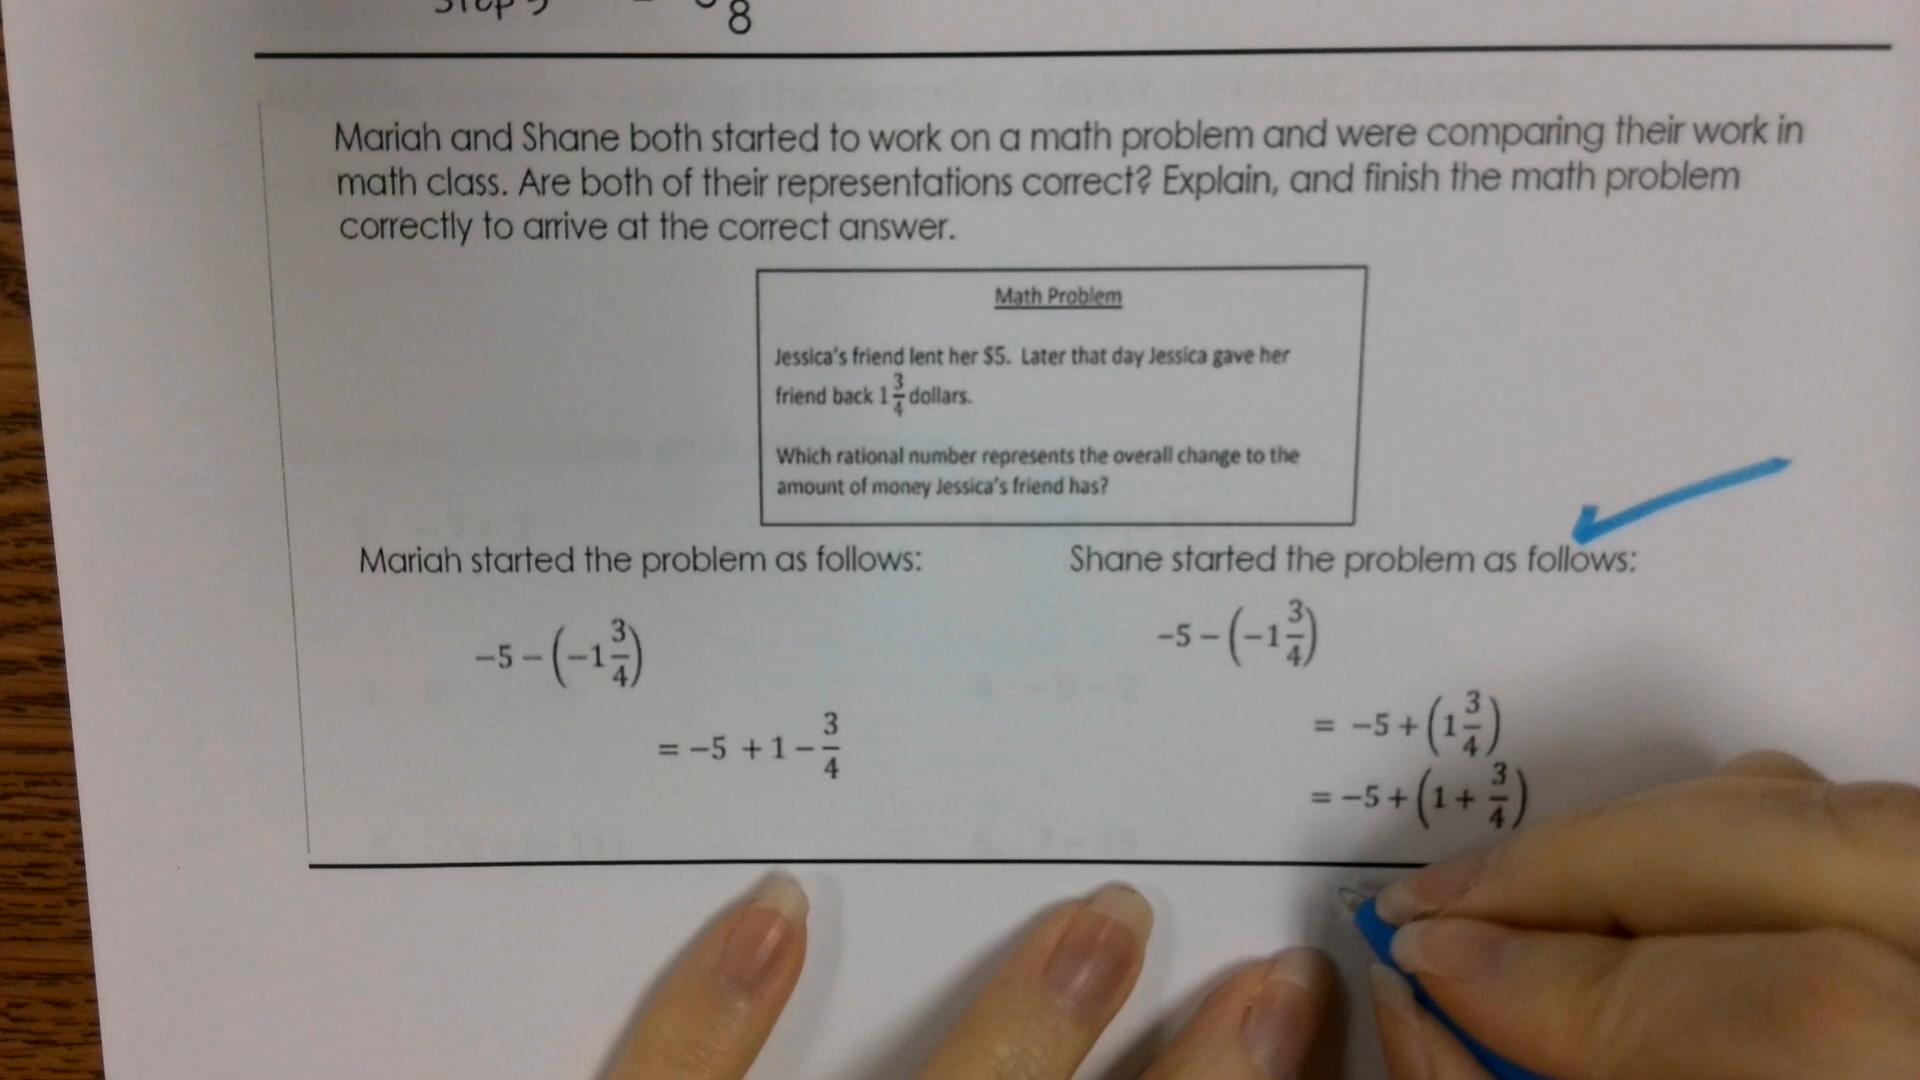 8
Mariah and Shane both started to work on a math problem and were comparing their work in
math class. Are both of their representations correct? Explain, and finish the math problem
correctly to arrive at the correct answer.
Math Problem
Jessica's friend lent her $5. Later that day Jessica gave her
friend back 1 3/4 dollars.
Which rational number represents the overall change to the
amount of money Jessica's friend has?
Mariah started the problem as follows:
-5 - (-1 3/4)
= -5 + 1 - 3/4
Shane started the problem as follows:
-5 - (-1 3/4)
= -5 + (1 3/4)
= -5 + (1 + 3/4)